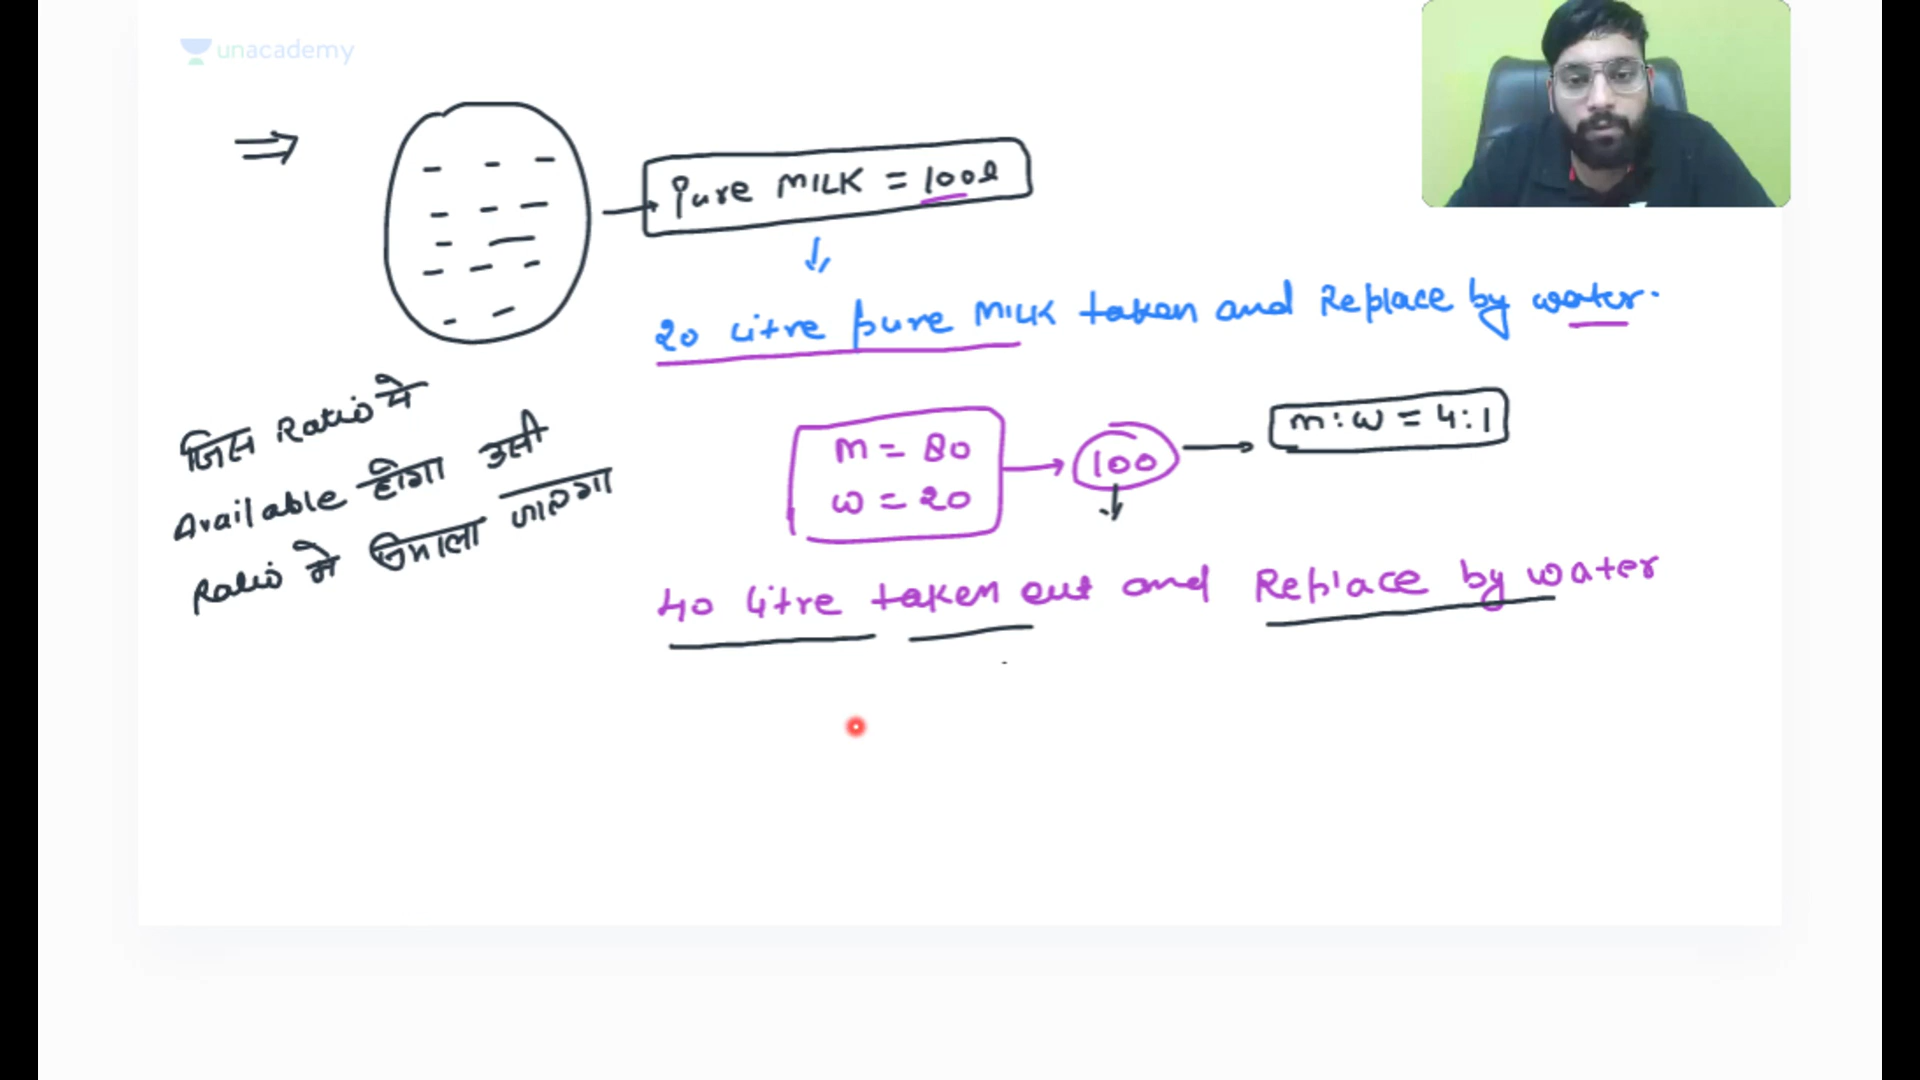 unacademy
Pure MILK = 100l
20 Litre pure MILK taken and Replace by water.
जिस Ratio मे
Available होगा उसी
Ratio मे निकाला जाएगा
M = 80
W = 20
100
m : w = 4 : 1
40 Litre taken out and Replace by water